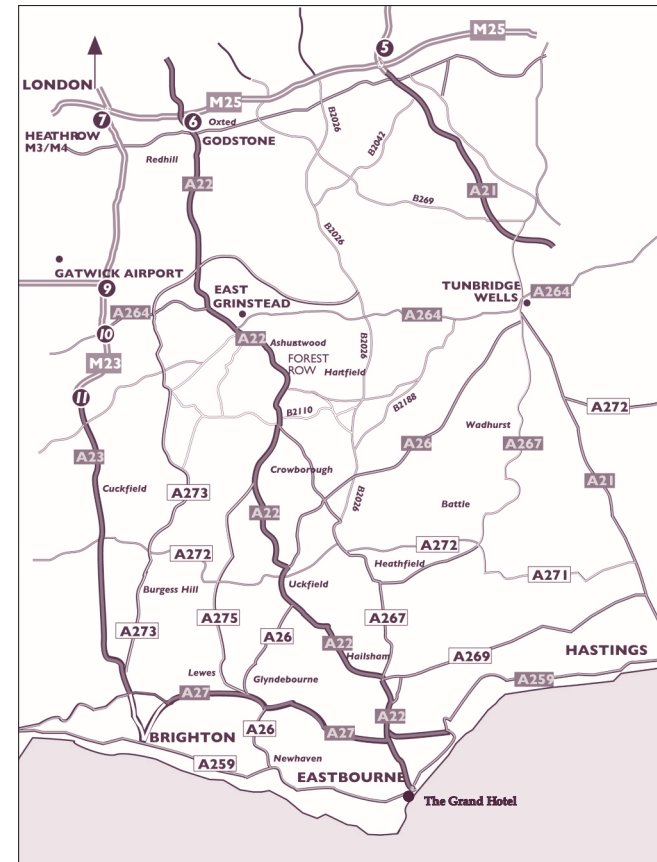 5
M25
LONDON
M25
7
6
Oxted
B2026
HEATHROW
M3/M4
GODSTONE
B2042
Redhill
A22
A21
B269
B2026
GATWICK AIRPORT
9
EAST
GRINSTEAD
TUNBRIDGE
WELLS
A264
A264
A264
10
A22
Ashurstwood
B2026
M23
FOREST
ROW
Hartfield
11
B2188
A272
B2110
Wadhurst
A26
A267
A23
Crowborough
Cuckfield
A273
A21
B2026
Battle
A22
A272
A272
Heathfield
A271
Uckfield
Burgess Hill
A275
A267
A273
A26
A22
Hailsham
A269
HASTINGS
Lewes
Glyndebourne
A259
A27
A22
A26
A27
BRIGHTON
Newhaven
A259
EASTBOURNE
The Grand Hotel